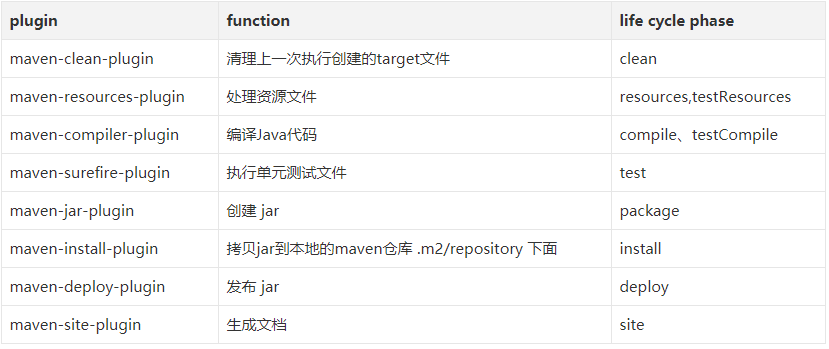 plugin function life cycle phase
maven-clean-plugin 清理上一次执行创建的target文件 clean
maven-resources-plugin 处理资源文件 resources,testResources
maven-compiler-plugin 编译Java代码 compile、testCompile
maven-surefire-plugin 执行单元测试文件 test
maven-jar-plugin 创建 jar package
maven-install-plugin 拷贝jar到本地的maven仓库 .m2/repository 下面 install
maven-deploy-plugin 发布 jar deploy
maven-site-plugin 生成文档 site